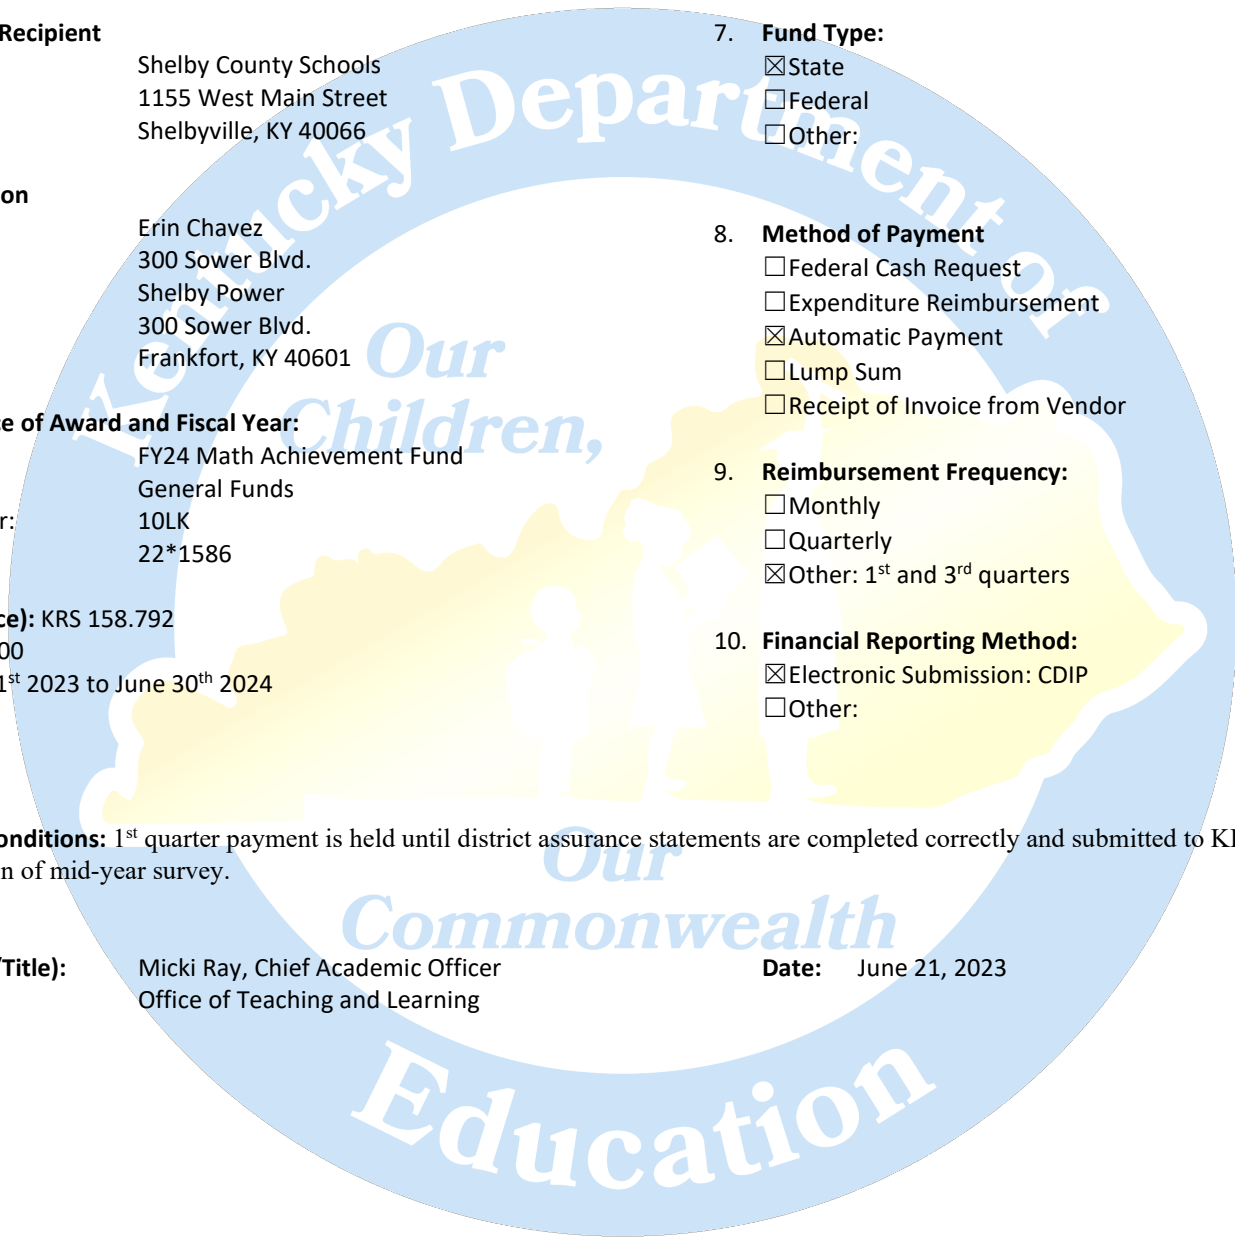 Recipient
Shelby County Schools
1155 West Main Street
Shelbyville, KY 40066
on
Erin Chavez
300 Sower Blvd.
Shelby Power
300 Sower Blvd.
Frankfort, KY 40601
e of Award and Fiscal Year:
FY24 Math Achievement Fund
General Funds
r: 10LK
22*1586
ce): KRS 158.792
00
1st 2023 to June 30th 2024
7. Fund Type:
☒State
☐Federal
☐Other:
8. Method of Payment
☐Federal Cash Request
☐Expenditure Reimbursement
☒Automatic Payment
☐Lump Sum
☐Receipt of Invoice from Vendor
9. Reimbursement Frequency:
☐Monthly
☐Quarterly
☒Other: 1st and 3rd quarters
10. Financial Reporting Method:
☒Electronic Submission: CDIP
☐Other:
onditions: 1st quarter payment is held until district assurance statements are completed correctly and submitted to K
n of mid-year survey.
Title): Micki Ray, Chief Academic Officer
Office of Teaching and Learning
Date: June 21, 2023
Kentucky Department of
Education
Our
Children,
Our
Commonwealth